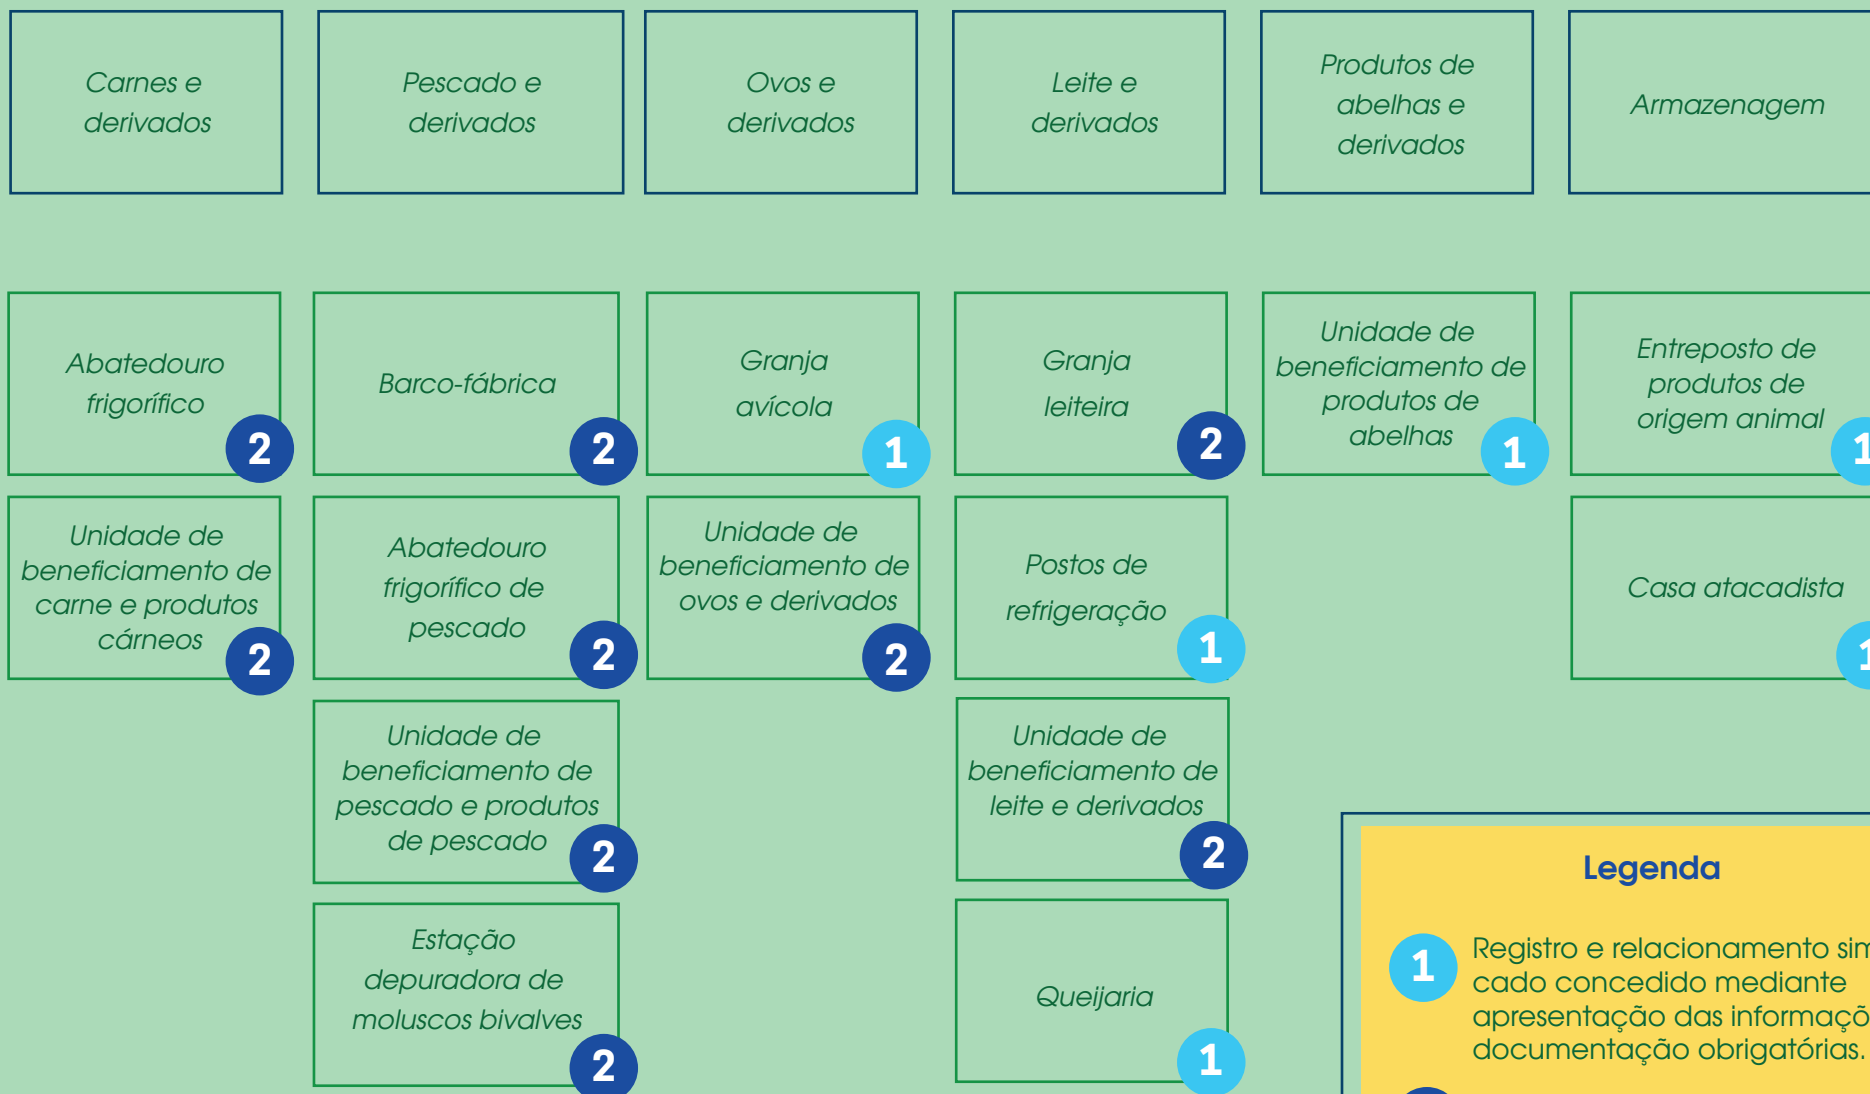 Carnes e
derivados
Pescado e
derivados
Ovos e
derivados
Leite e
derivados
Produtos de
abelhas e
derivados
Armazenagem
Abatedouro
frigorífico
2
Barco-fábrica
2
Granja
avícola
1
Granja
leiteira
2
Unidade de
beneficiamento de
produtos de
abelhas
1
Entreposto de
produtos de
origem animal
1
Unidade de
beneficiamento de
carne e produtos
cárneos
2
Abatedouro
frigorífico de
pescado
2
Unidade de
beneficiamento de
ovos e derivados
2
Postos de
refrigeração
1
Casa atacadista
1
Unidade de
beneficiamento de
pescado e produtos
de pescado
2
Unidade de
beneficiamento de
leite e derivados
2
Estação
depuradora de
moluscos bivalves
2
Queijaria
1
Legenda
1
Registro e relacionamento
cado concedido mediante
apresentação das
documentação obrigatórias.